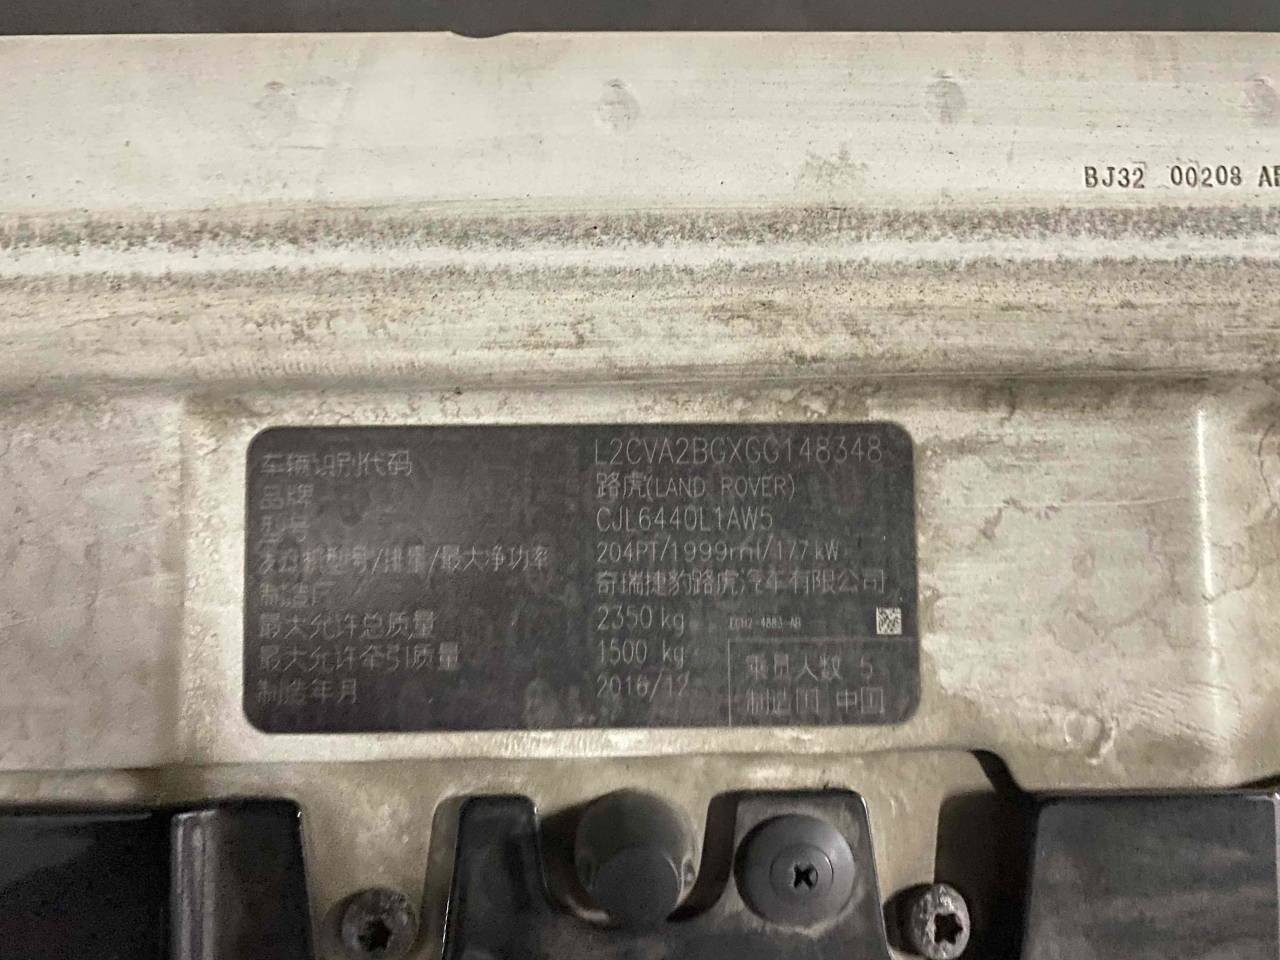 BJ32 00208
车辆识别代码 L2CVA2BGXGG148348
品牌 路虎(LAND ROVER)
型号 CJL6440L1AW5
发动机型号/排量/最大净功率 204PT/1999ml/177kW
制造厂 奇瑞捷豹路虎汽车有限公司
最大允许总质量 2350 kg
最大允许牵引质量 1500 kg
乘员人数 5
制造年月 2016/12
制造国 中国